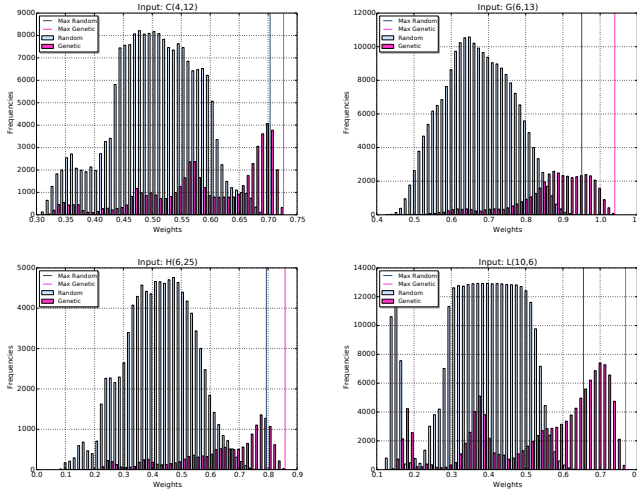 Input: C(4,12)
Max Random
Max Genetic
Random
Genetic
Frequencies
9000
8000
7000
6000
5000
4000
3000
2000
1000
0
0.30 0.35 0.40 0.45 0.50 0.55 0.60 0.65 0.70 0.75
Weights
Input: G(6,13)
Max Random
Max Genetic
Random
Genetic
Frequencies
12000
10000
8000
6000
4000
2000
0
0.4 0.5 0.6 0.7 0.8 0.9 1.0
Weights
Input: H(6,25)
Max Random
Max Genetic
Random
Genetic
Frequencies
5000
4000
3000
2000
1000
0
0.0 0.1 0.2 0.3 0.4 0.5 0.6 0.7 0.8 0.9
Weights
Input: L(10,6)
Max Random
Max Genetic
Random
Genetic
Frequencies
14000
12000
10000
8000
6000
4000
2000
0
0.1 0.2 0.3 0.4 0.5 0.6 0.7
Weights